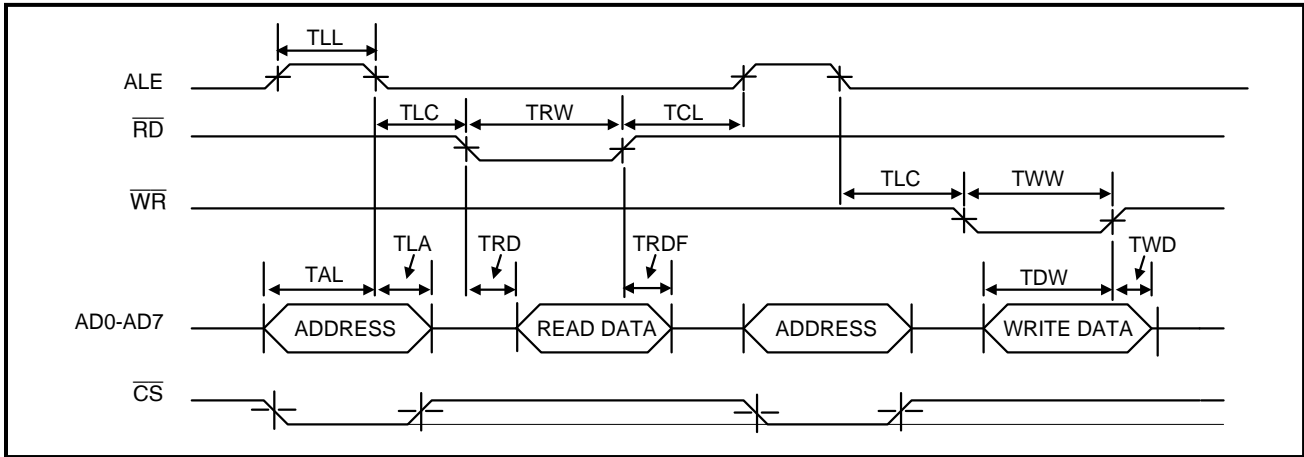 TLL
ALE
TLC TRW TCL
RD
TLC TWW
WR
TLA TRD TRDF TWD
TAL TDW
AD0-AD7 ADDRESS READ DATA ADDRESS WRITE DATA
CS